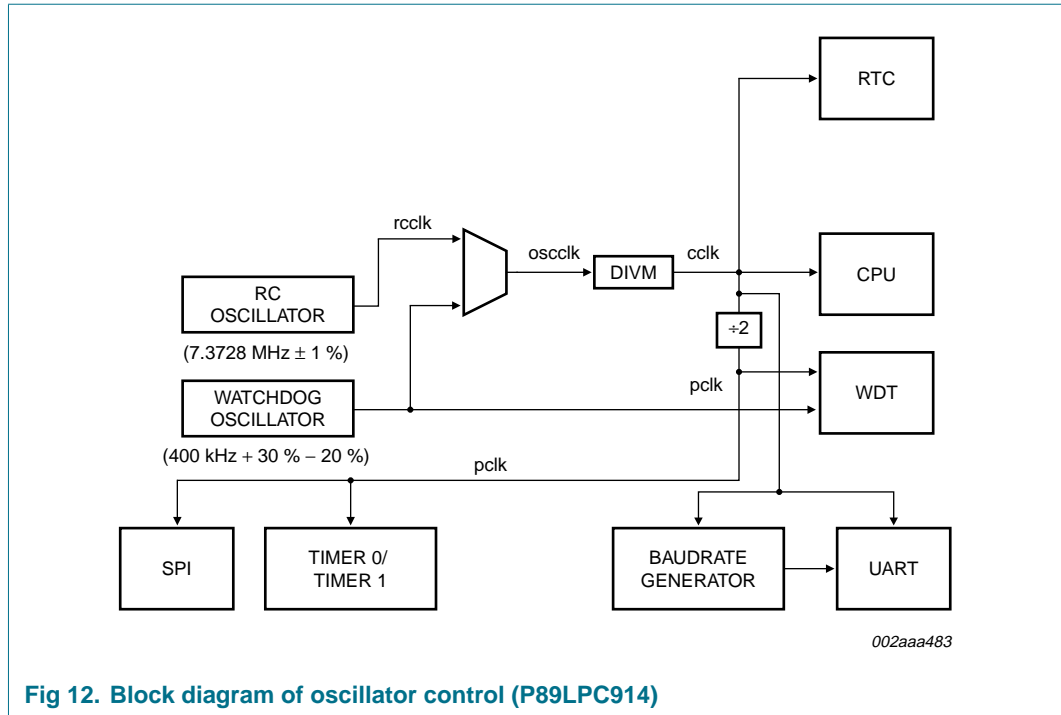 RTC
rcclk
oscclk
cclk
DIVM
CPU
RC
OSCILLATOR
÷2
(7.3728 MHz ± 1 %)
pclk
WDT
WATCHDOG
OSCILLATOR
(400 kHz + 30 % − 20 %)
pclk
SPI
TIMER 0/
TIMER 1
BAUDRATE
GENERATOR
UART
002aaa483
Fig 12. Block diagram of oscillator control (P89LPC914)